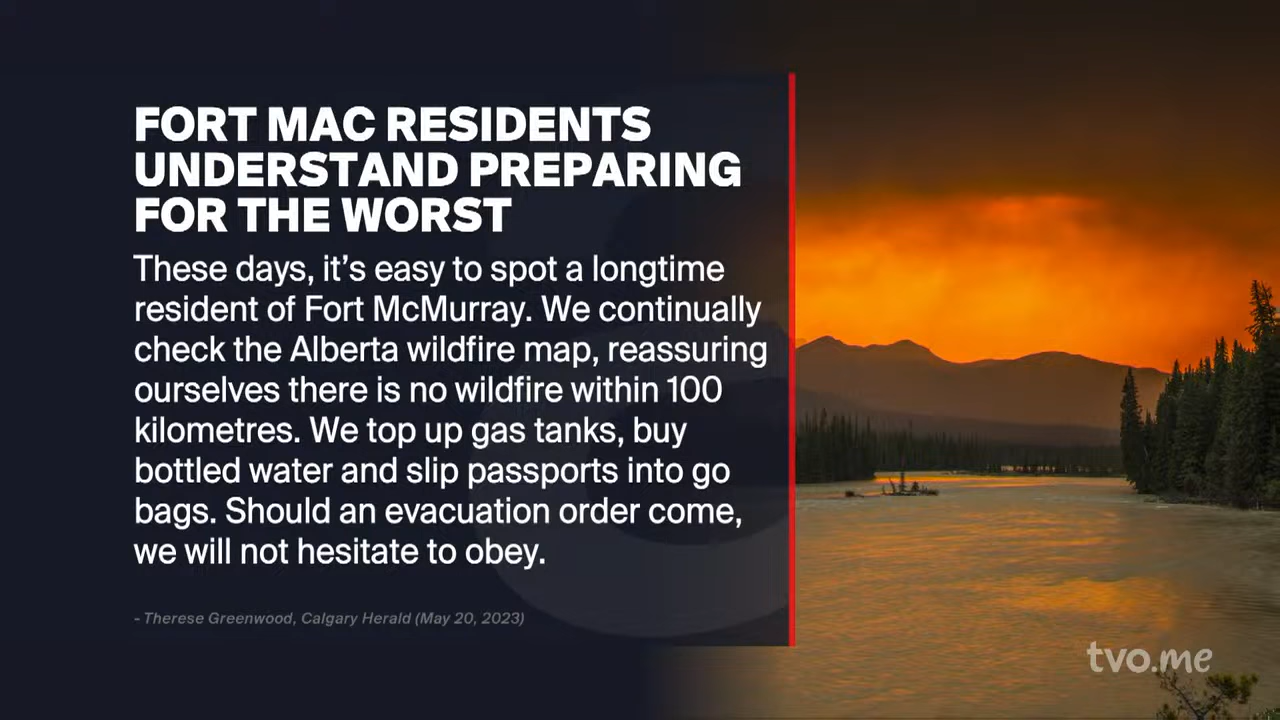 FORT MAC RESIDENTS
UNDERSTAND PREPARING
FOR THE WORST
These days, it's easy to spot a longtime
resident of Fort McMurray. We continually
check the Alberta wildfire map, reassuring
ourselves there is no wildfire within 100
kilometres. We top up gas tanks, buy
bottled water and slip passports into go
bags. Should an evacuation order come,
we will not hesitate to obey.
- Therese Greenwood, Calgary Herald (May 20, 2023)
tvo.me